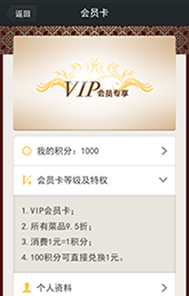 返回
会员卡
VIP会员专享
我的积分：1000
会员卡等级及特权
1.VIP会员卡；
2.所有菜品9.5折；
3.消费1元=1积分；
4.100积分可直接兑换1元。
个人资料